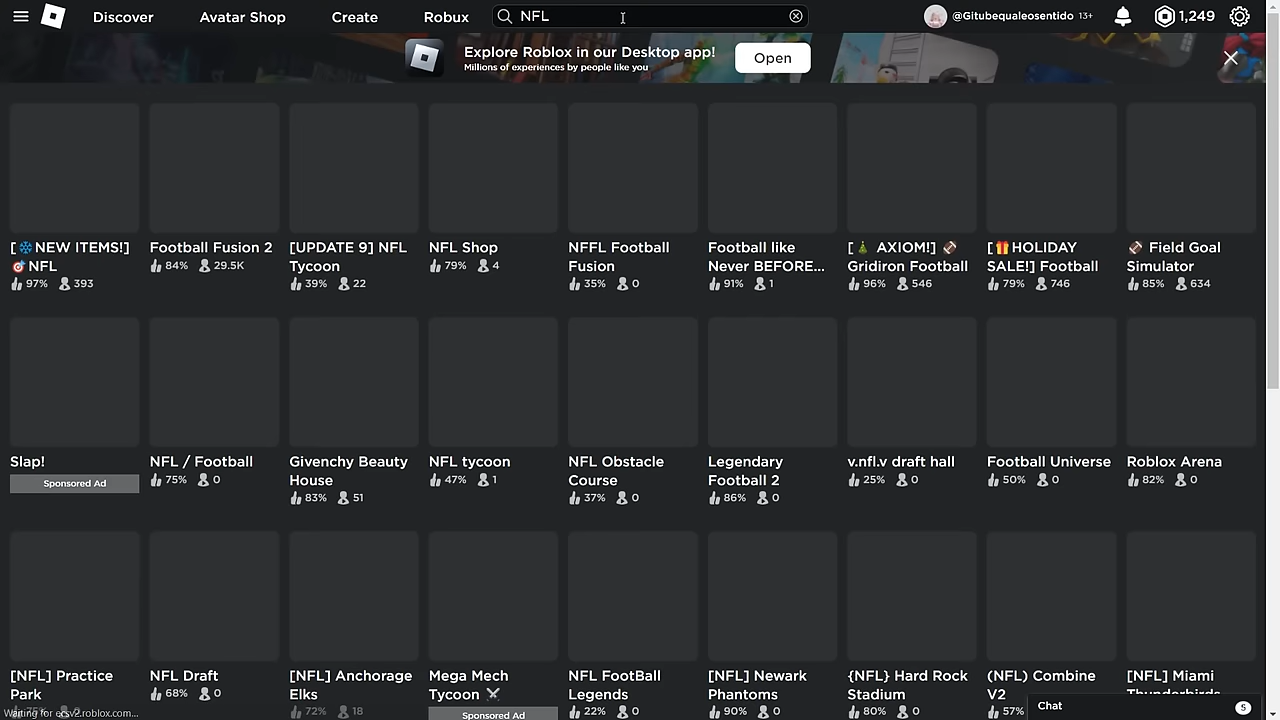 Discover Avatar Shop Create Robux NFL @Gitubequaleosentido 13+ 1,249
Explore Roblox in our Desktop app!
Millions of experiences by people like you
Open
[❄️NEW ITEMS!] 🎯 NFL
97% 393
Football Fusion 2
84% 29.5K
[UPDATE 9] NFL
Tycoon
39% 22
NFL Shop
79% 4
NFFL Football
Fusion
35% 0
Football like
Never BEFORE...
91% 1
[🎄 AXIOM!] 🏈
Gridiron Football
96% 546
[🎁HOLIDAY
SALE!] Football
79% 746
🏈 Field Goal
Simulator
85% 634
Slap!
Sponsored Ad
NFL / Football
75% 0
Givenchy Beauty
House
83% 51
NFL tycoon
47% 1
NFL Obstacle
Course
37% 0
Legendary
Football 2
86% 0
v.nfl.v draft hall
25% 0
Football Universe
50% 0
Roblox Arena
82% 0
[NFL] Practice
Park
NFL Draft
68% 0
[NFL] Anchorage
Elks
72% 18
Mega Mech
Tycoon ⚔️
Sponsored Ad
NFL FootBall
Legends
22% 0
[NFL] Newark
Phantoms
90% 0
{NFL} Hard Rock
Stadium
80% 0
(NFL) Combine
V2
57%
[NFL] Miami
Thunderbirds
Chat 5
Waiting for ecsv2.roblox.com...